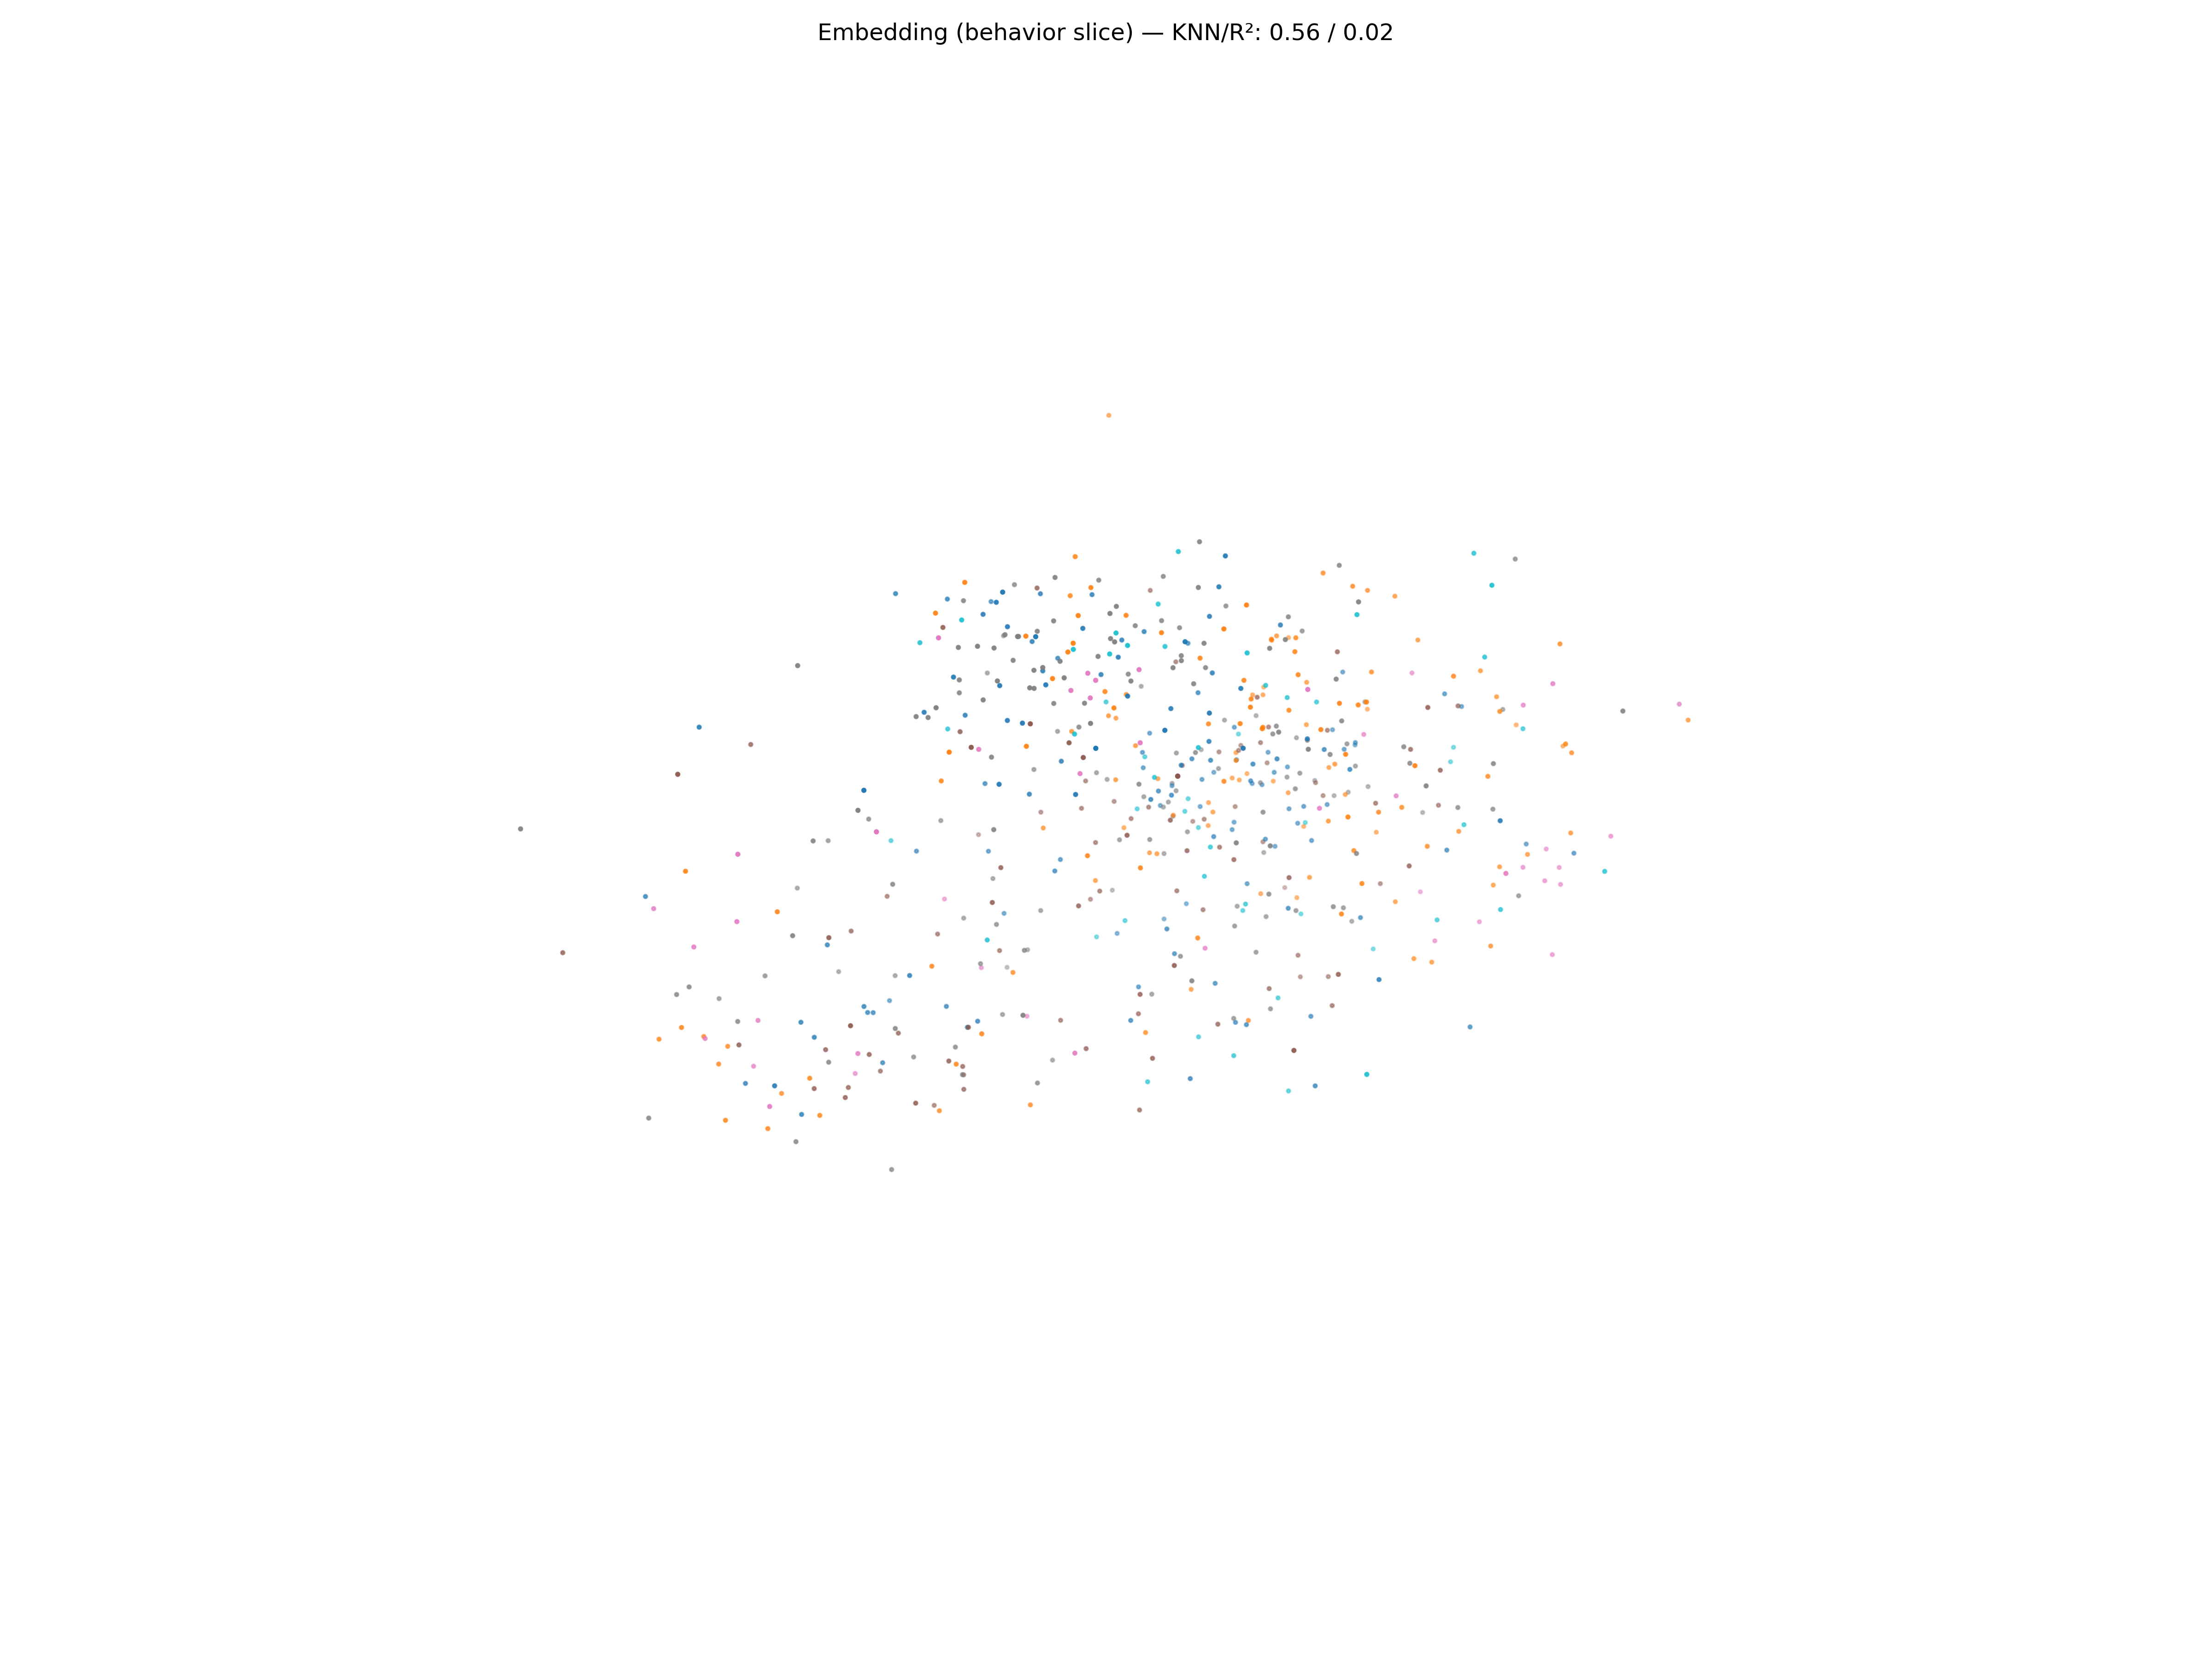 Embedding (behavior slice) — KNN/R²: 0.56 / 0.02